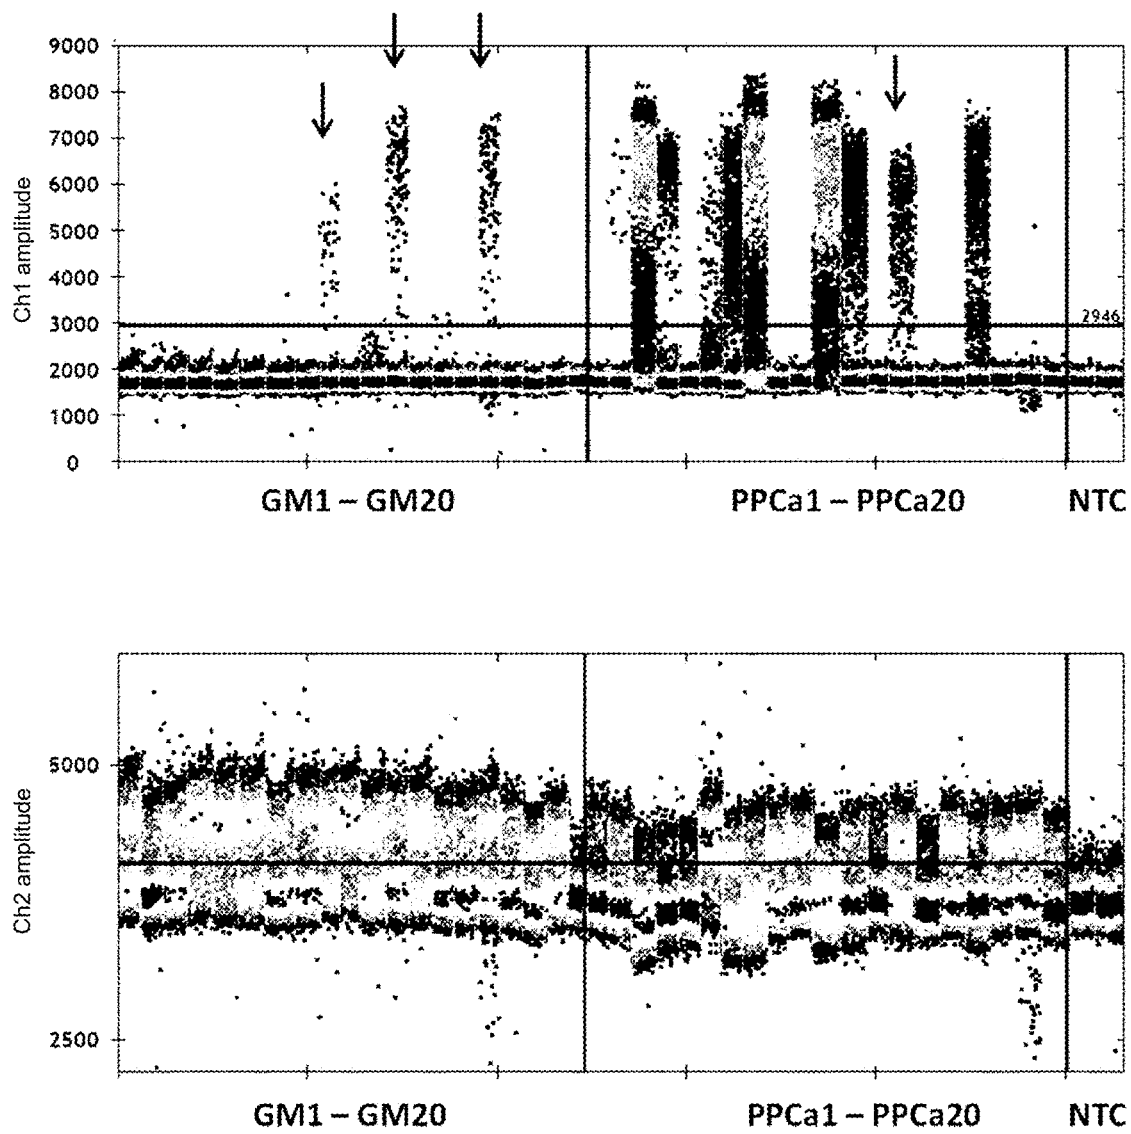 9000
8000
7000
6000
5000
4000
3000
2000
1000
0
Ch1 amplitude
2946
GM1 – GM20
PPCa1 – PPCa20
NTC
5000
2500
Ch2 amplitude
GM1 – GM20
PPCa1 – PPCa20
NTC